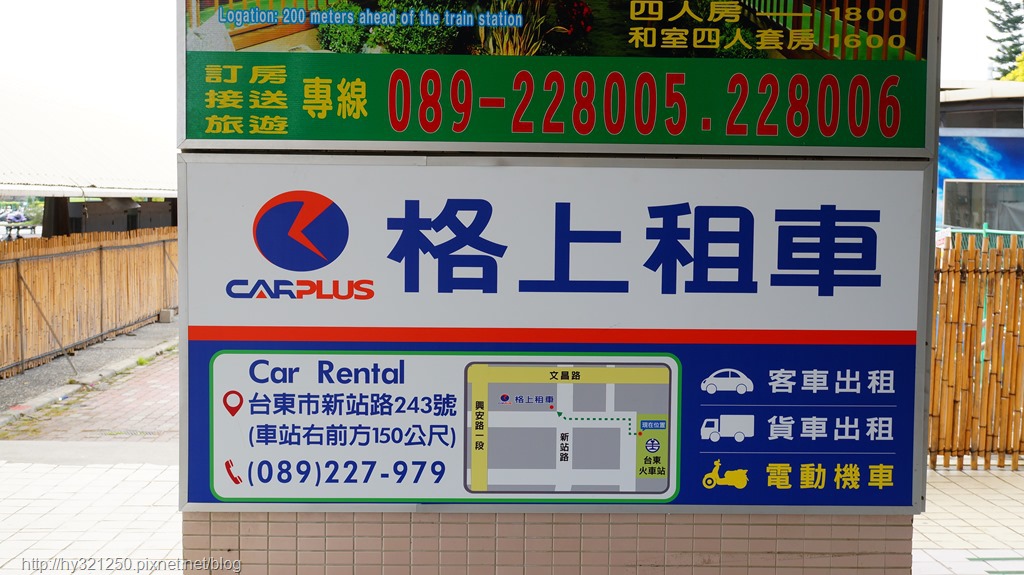 Logation: 200 meters ahead of the train station
四人房 —— 1800
和室四人套房 1600
訂房
接送
旅遊
專線
089-228005.228006
CARPLUS
格上租車
Car Rental
台東市新站路243號
(車站右前方150公尺)
(089)227-979
文昌路
興安路一段
格上租車
新站路
現在位置
台東
火車站
客車出租
貨車出租
電動機車
http://hy321250.pixnet.net/blog